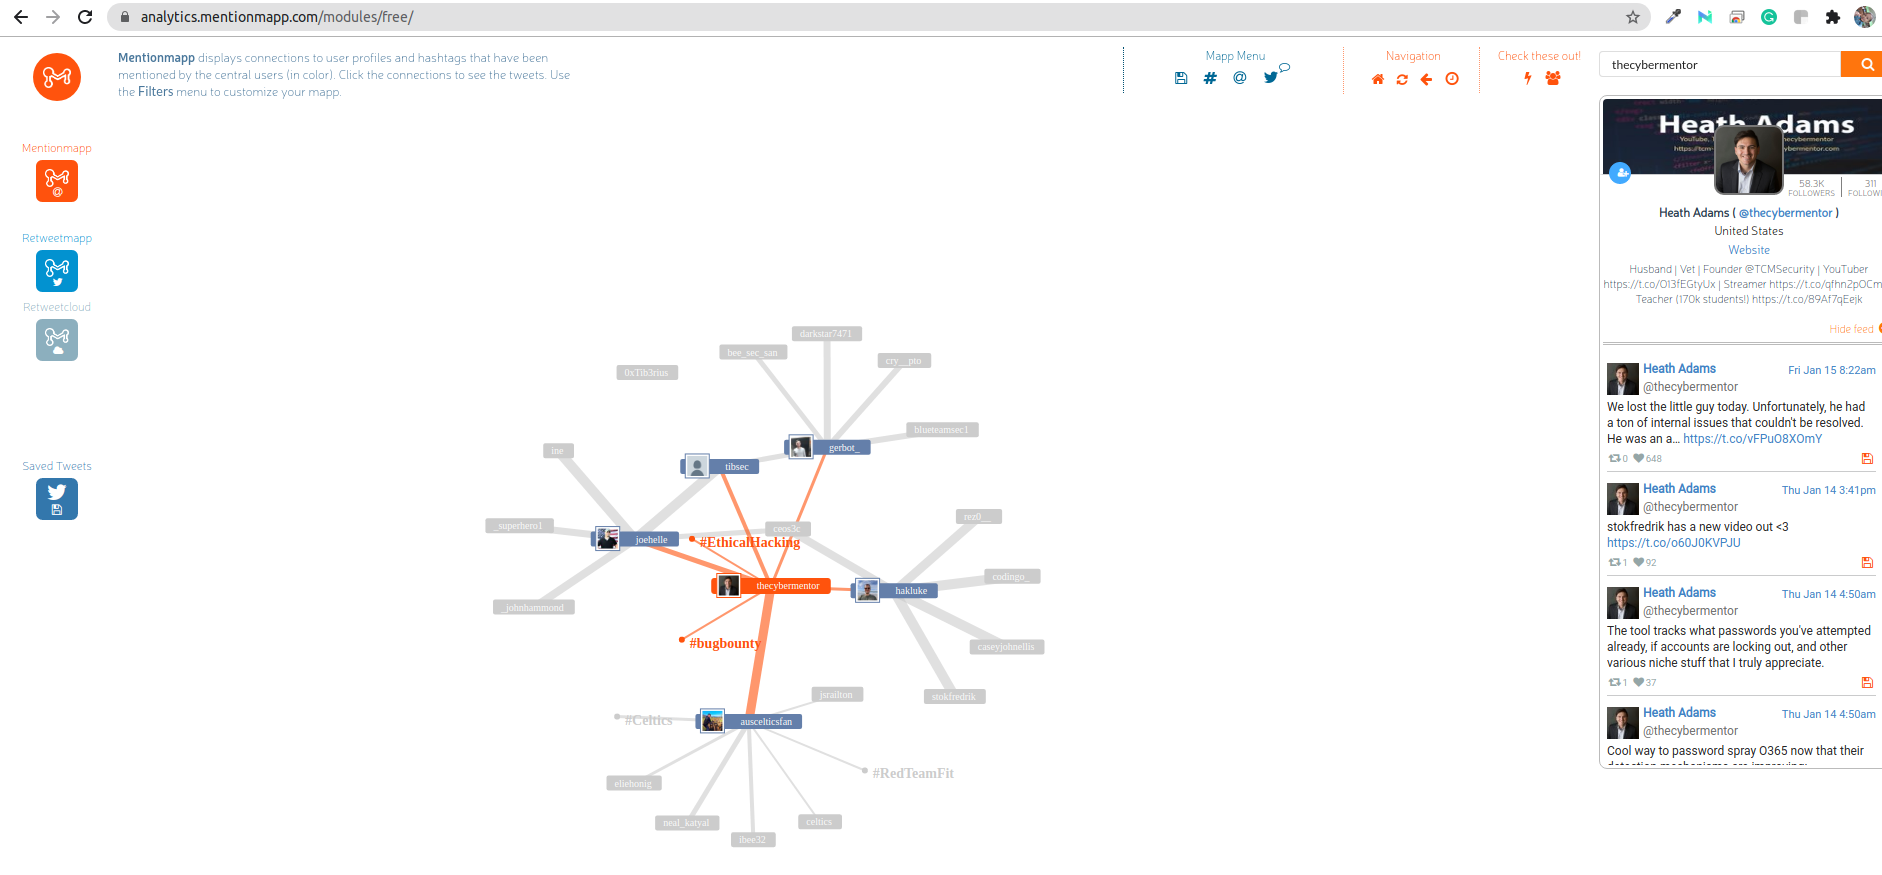 analytics.mentionmapp.com/modules/free/
Mentionmapp displays connections to user profiles and hashtags that have been
mentioned by the central users (in color). Click the connections to see the tweets. Use
the Filters menu to customize your mapp.
Mapp Menu
Navigation
Check these out!
thecybermentor
Mentionmapp
Retweetmapp
Retweetcloud
Saved Tweets
darkstar7471
bee_sec_san
cry__pto
0xTib3rius
blueteamsec1
gerbot_
ine
tibsec
rez0__
_superhero1
ceos3c
joehelle
#EthicalHacking
codingo_
thecybermentor
hakluke
_johnhammond
#bugbounty
caseyjohnellis
jsrailton
stokfredrik
#Celtics
auscelticsfan
#RedTeamFit
eliehonig
neal_katyal
celtics
ibee32
Heath Adams
58.3K
FOLLOWERS
311
Heath Adams ( @thecybermentor )
United States
Website
Husband | Vet | Founder @TCMSecurity | YouTuber
https://t.co/O13fEGtyUx | Streamer https://t.co/qfhn2pOCm
Teacher (170k students!) https://t.co/89Af7qEejk
Hide feed
Heath Adams
Fri Jan 15 8:22am
@thecybermentor
We lost the little guy today. Unfortunately, he had
a ton of internal issues that couldn't be resolved.
He was an a... https://t.co/vFPuO8XOmY
0 648
Heath Adams
Thu Jan 14 3:41pm
@thecybermentor
stokfredrik has a new video out <3
https://t.co/o60J0KVPJU
1 92
Heath Adams
Thu Jan 14 4:50am
@thecybermentor
The tool tracks what passwords you've attempted
already, if accounts are locking out, and other
various niche stuff that I truly appreciate.
1 37
Heath Adams
Thu Jan 14 4:50am
@thecybermentor
Cool way to password spray O365 now that their